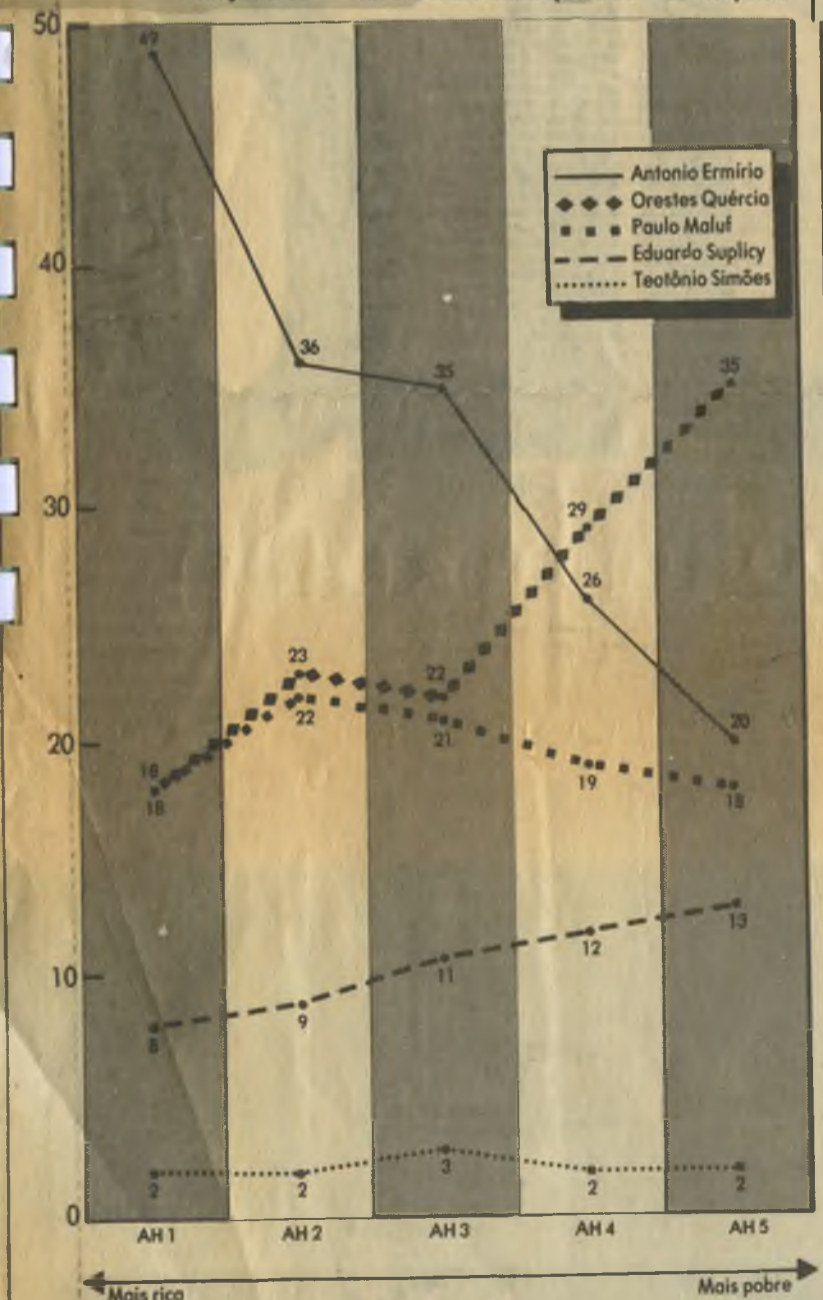 50
40
30
20
10
0
Antonio Ermírio
Orestes Quércia
Paulo Maluf
Eduardo Suplicy
Teotônio Simões
49
36
35
26
20
35
29
23
22
18
18
22
21
19
18
8
9
11
12
13
2
2
3
2
2
AH 1
AH 2
AH 3
AH 4
AH 5
Mais rica
Mais pobre